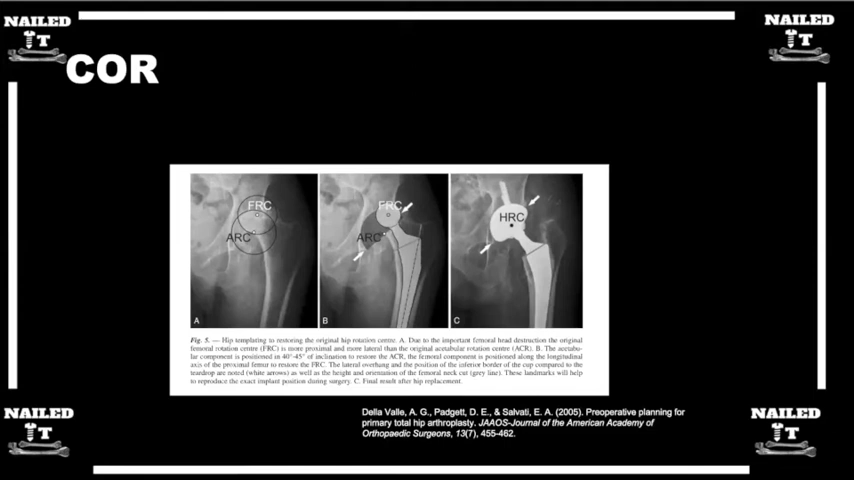 NAILED
IT
NAILED
IT
COR
FRC
ARC
A
FRC
ARC
B
HRC
C
Fig. 5. — Hip templating to restoring the original hip rotation centre. A. Due to the important femoral head destruction the original
femoral rotation centre (FRC) is more proximal and more lateral than the original acetabular rotation centre (ACR). B. The acetabu-
lar component is positioned in 40°-45° of inclination to restore the ACR, the femoral component is positioned along the longitudinal
axis of the proximal femur to restore the FRC. The lateral overhang and the position of the inferior border of the cup compared to the
teardrop are noted (white arrows) as well as the height and orientation of the femoral neck cut (grey line). These landmarks will help
to reproduce the exact implant position during surgery. C. Final result after hip replacement.
Della Valle, A. G., Padgett, D. E., & Salvati, E. A. (2005). Preoperative planning for
primary total hip arthroplasty. JAAOS-Journal of the American Academy of
Orthopaedic Surgeons, 13(7), 455-462.
NAILED
IT
NAILED
IT